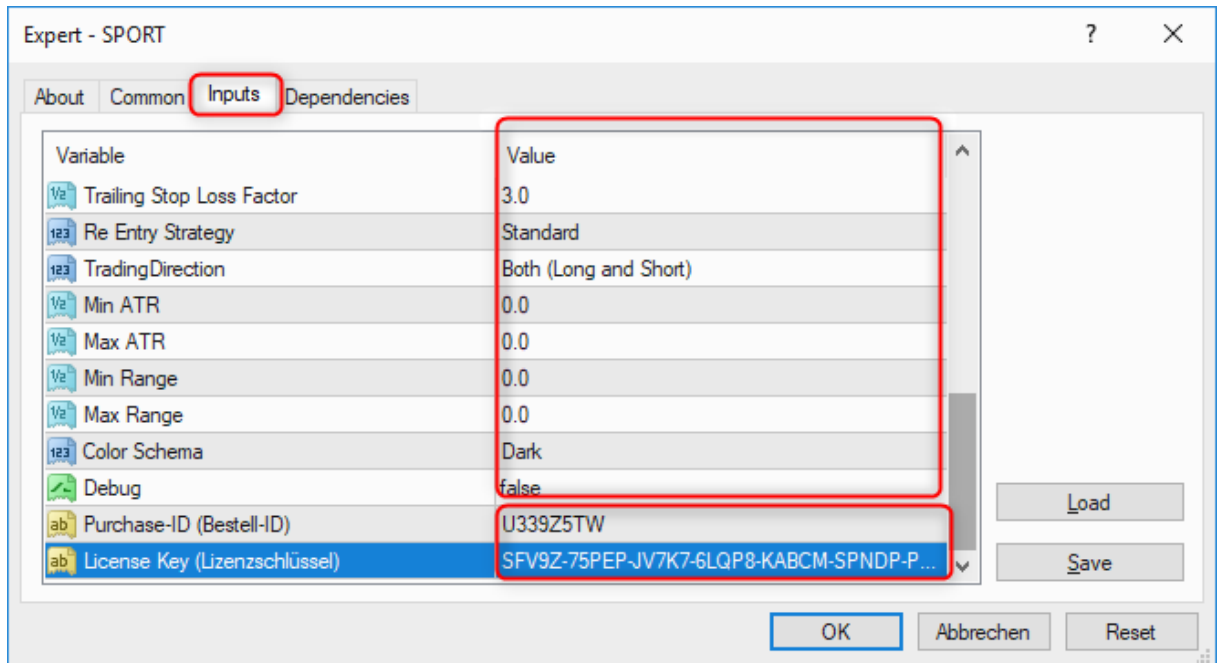 Expert - SPORT ?
About Common Inputs Dependencies
Variable Value
Trailing Stop Loss Factor 3.0
Re Entry Strategy Standard
TradingDirection Both (Long and Short)
Min ATR 0.0
Max ATR 0.0
Min Range 0.0
Max Range 0.0
Color Schema Dark
Debug false
Purchase-ID (Bestell-ID) U339Z5TW
License Key (Lizenzschlüssel) SFV9Z-75PEP-JV7K7-6LQP8-KABCM-SPNDP-P...
Load
Save
OK Abbrechen Reset